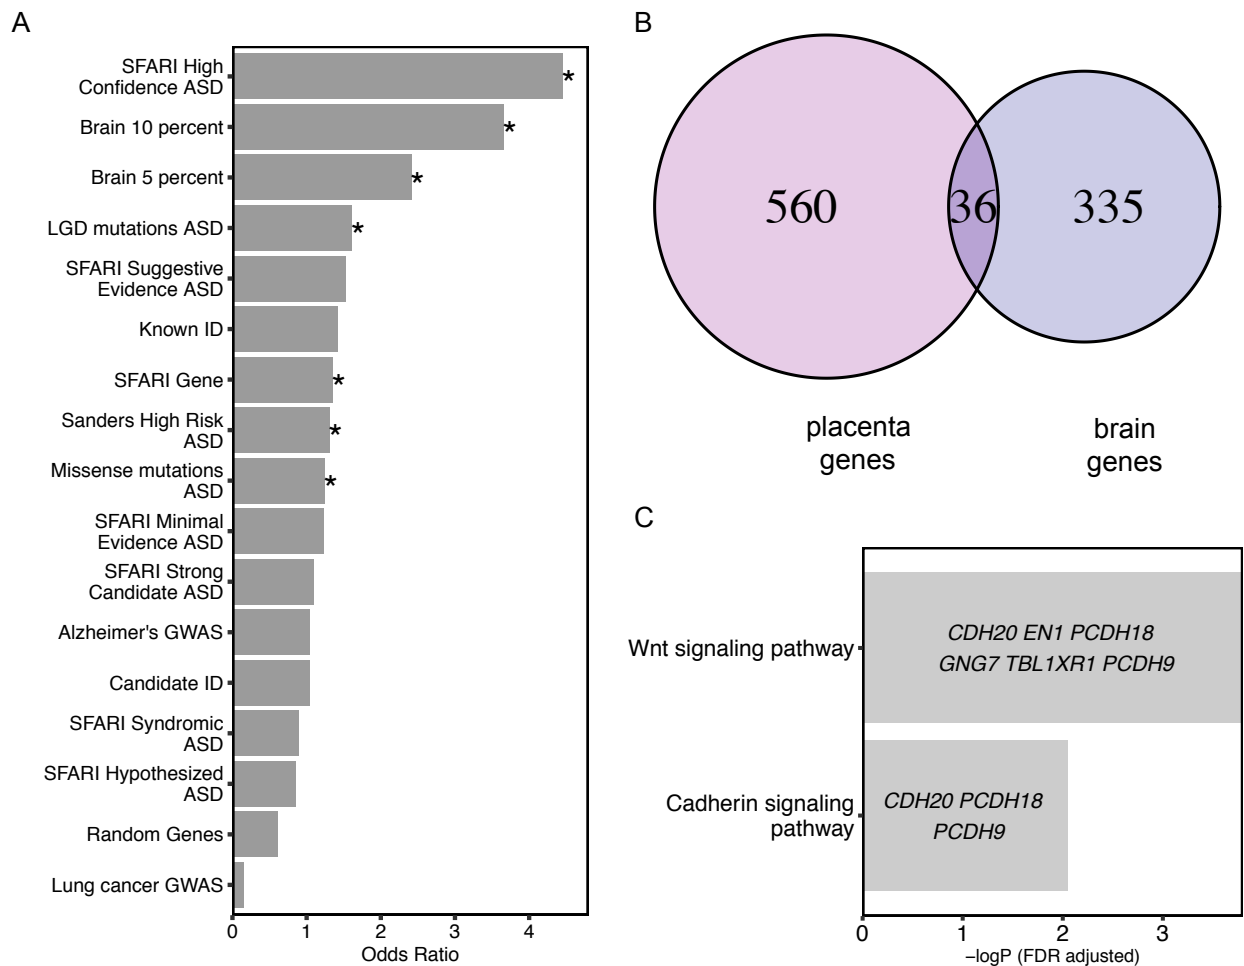 A
SFARI High
Confidence ASD
*
Brain 10 percent
*
Brain 5 percent
*
LGD mutations ASD
*
SFARI Suggestive
Evidence ASD
Known ID
SFARI Gene
*
Sanders High Risk
ASD
*
Missense mutations
ASD
*
SFARI Minimal
Evidence ASD
SFARI Strong
Candidate ASD
Alzheimer's GWAS
Candidate ID
SFARI Syndromic
ASD
SFARI Hypothesized
ASD
Random Genes
Lung cancer GWAS
0 1 2 3 4
Odds Ratio
B
560 36 335
placenta
genes
brain
genes
C
Wnt signaling pathway
CDH20 EN1 PCDH18
GNG7 TBL1XR1 PCDH9
Cadherin signaling
pathway
CDH20 PCDH18
PCDH9
0 1 2 3
−logP (FDR adjusted)